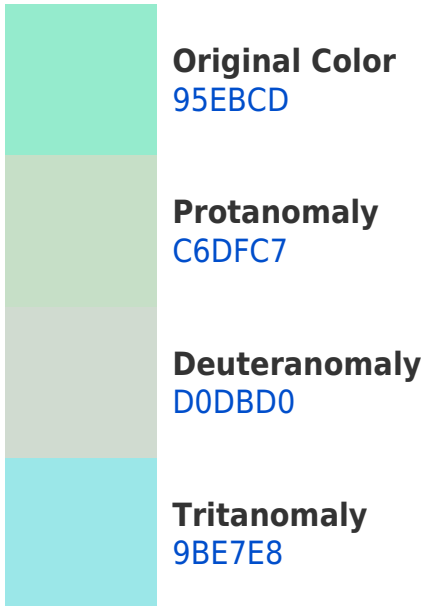 Original Color
95EBCD
Protanomaly
C6DFC7
Deuteranomaly
D0DBD0
Tritanomaly
9BE7E8